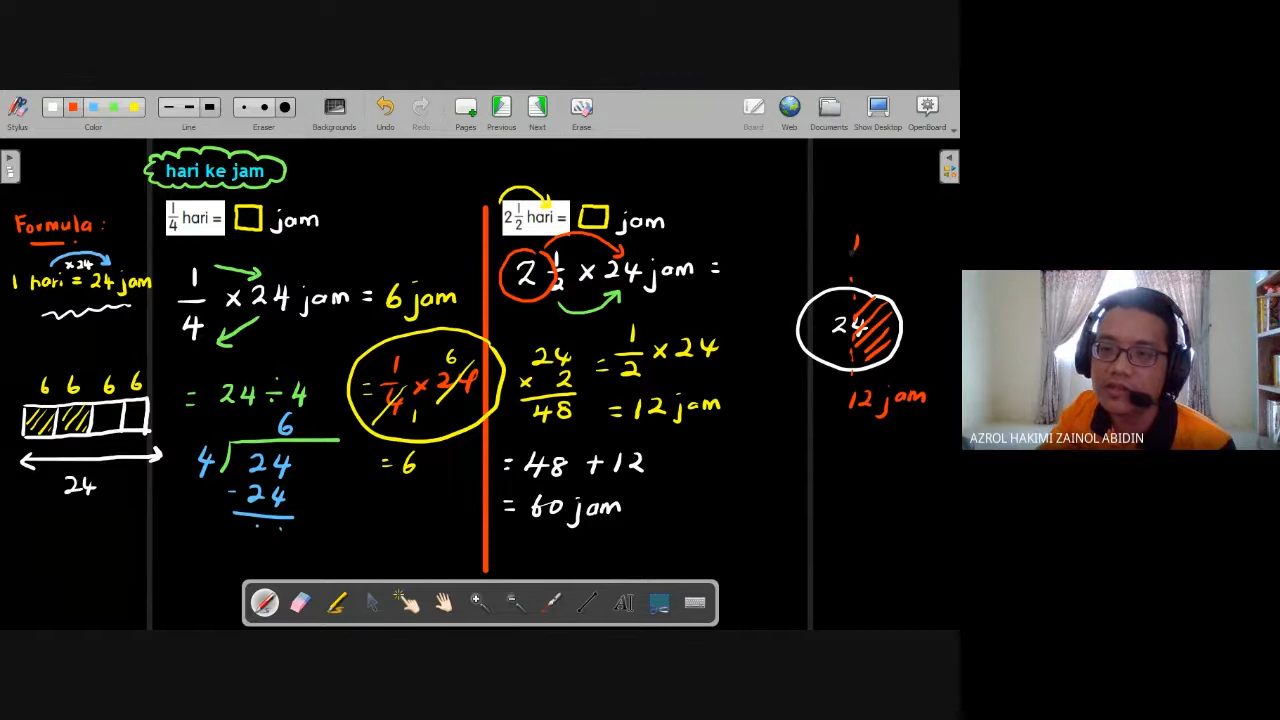 Stylus Color Line Eraser Backgrounds Undo Redo Pages Previous Next Erase Board Web Documents Show Desktop OpenBoard
hari ke jam
Formula :
x24
1 hari = 24 jam
6 6 6 6
24
1/4 hari = □ jam
1/4 x 24 jam = 6 jam
= 24 ÷ 4
6
4 24
- 24
= 1/4 x 24
6
1
= 6
2 1/2 hari = □ jam
2 1/2 x 24 jam =
24
x 2
48
= 1/2 x 24
= 12 jam
= 48 + 12
= 60 jam
24
12 jam
AZROL HAKIMI ZAINOL ABIDIN
AI